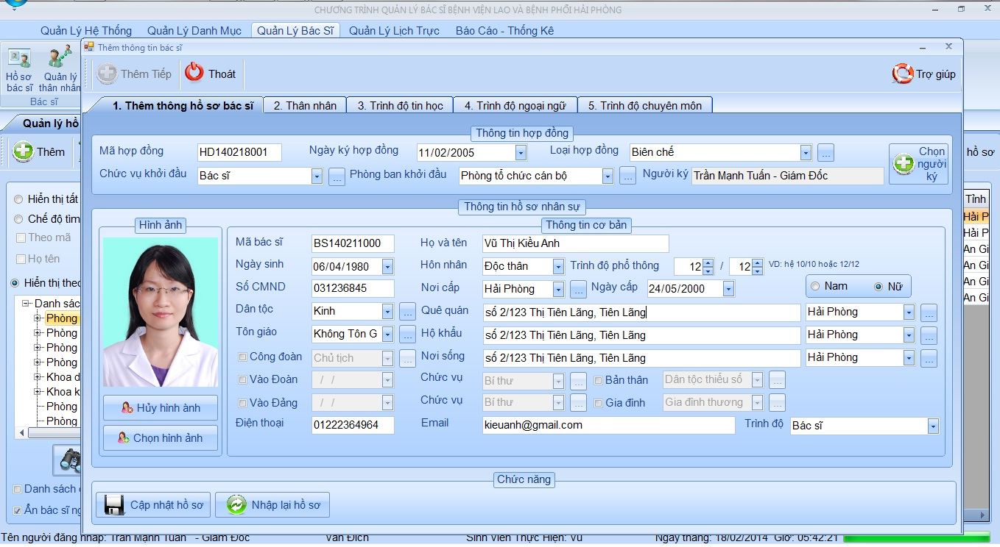 CHƯƠNG TRÌNH QUẢN LÝ BÁC SĨ BỆNH VIỆN LAO VÀ BỆNH PHỔI HẢI PHÒNG
Quản Lý Hệ Thống Quản Lý Danh Mục Quản Lý Bác Sĩ Quản Lý Lịch Trực Báo Cáo - Thống Kê
Thêm thông tin bác sĩ
Hồ sơ bác sĩ
Quản lý thân nhân
Bác sĩ
Thêm Tiếp Thoát Trợ giúp
1. Thêm thông hồ sơ bác sĩ 2. Thân nhân 3. Trình độ tin học 4. Trình độ ngoại ngữ 5. Trình độ chuyên môn
Quản lý hồ
Thêm
hồ sơ
Thông tin hợp đồng
Mã hợp đồng HD140218001 Ngày ký hợp đồng 11/02/2005 Loại hợp đồng Biên chế ...
Chức vụ khởi đầu Bác sĩ ... Phòng ban khởi đầu Phòng tổ chức cán bộ ... Người ký Trần Mạnh Tuấn - Giám Đốc
Chọn người ký
Hiển thị tất
Chế độ tìm
Theo mã
Họ tên
Hiển thị theo
Danh sác
Phòng
Phòng
Phòng
Phòng
Khoa d
Khoa k
Phòng
Phòng
Danh sách
Ẩn bác sĩ ng
Tỉnh
Hải P
Hải P
An Gi
An Gi
An Gi
An Gi
Thông tin hồ sơ nhân sự
Hình ảnh
Hủy hình ảnh
Chọn hình ảnh
Thông tin cơ bản
Mã bác sĩ BS140211000 Họ và tên Vũ Thị Kiều Anh
Ngày sinh 06/04/1980 Hôn nhân Độc thân Trình độ phổ thông 12 / 12 VD: hệ 10/10 hoặc 12/12
Số CMND 031236845 Nơi cấp Hải Phòng ... Ngày cấp 24/05/2000 Nam Nữ
Dân tộc Kinh ... Quê quán số 2/123 Thị Tiên Lãng, Tiên Lãng Hải Phòng ...
Tôn giáo Không Tôn G ... Hộ khẩu số 2/123 Thị Tiên Lãng, Tiên Lãng Hải Phòng ...
Công đoàn Chủ tịch ... Nơi sống số 2/123 Thị Tiên Lãng, Tiên Lãng Hải Phòng ...
Vào Đoàn / / Chức vụ Bí thư ... Bản thân Dân tộc thiểu số ...
Vào Đảng / / Chức vụ Bí thư ... Gia đình Gia đình thương ...
Điện thoại 01222364964 Email kieuanh@gmail.com Trình độ Bác sĩ
Chức năng
Cập nhật hồ sơ Nhập lại hồ sơ
Tên người đăng nhập: Trần Mạnh Tuấn - Giám Đốc Văn Đích Sinh Viên Thực Hiện: Vũ Ngày tháng: 18/02/2014 Giờ: 05:42:21